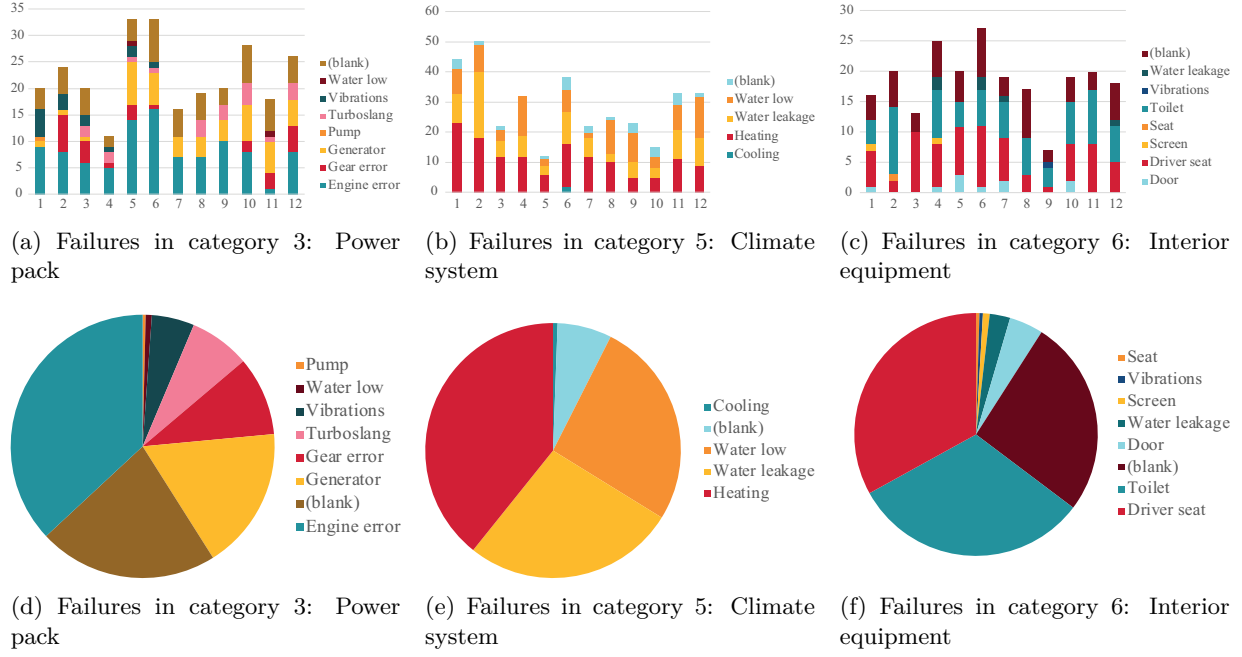 35
30
25
20
15
10
5
0
1 2 3 4 5 6 7 8 9 10 11 12
(blank)
Water low
Vibrations
Turboslang
Pump
Generator
Gear error
Engine error
(a) Failures in category 3: Power
pack
60
50
40
30
20
10
0
1 2 3 4 5 6 7 8 9 10 11 12
(blank)
Water low
Water leakage
Heating
Cooling
(b) Failures in category 5: Climate
system
30
25
20
15
10
5
0
1 2 3 4 5 6 7 8 9 10 11 12
(blank)
Water leakage
Vibrations
Toilet
Seat
Screen
Driver seat
Door
(c) Failures in category 6: Interior
equipment
Pump
Water low
Vibrations
Turboslang
Gear error
Generator
(blank)
Engine error
(d) Failures in category 3: Power
pack
Cooling
(blank)
Water low
Water leakage
Heating
(e) Failures in category 5: Climate
system
Seat
Vibrations
Screen
Water leakage
Door
(blank)
Toilet
Driver seat
(f) Failures in category 6: Interior
equipment